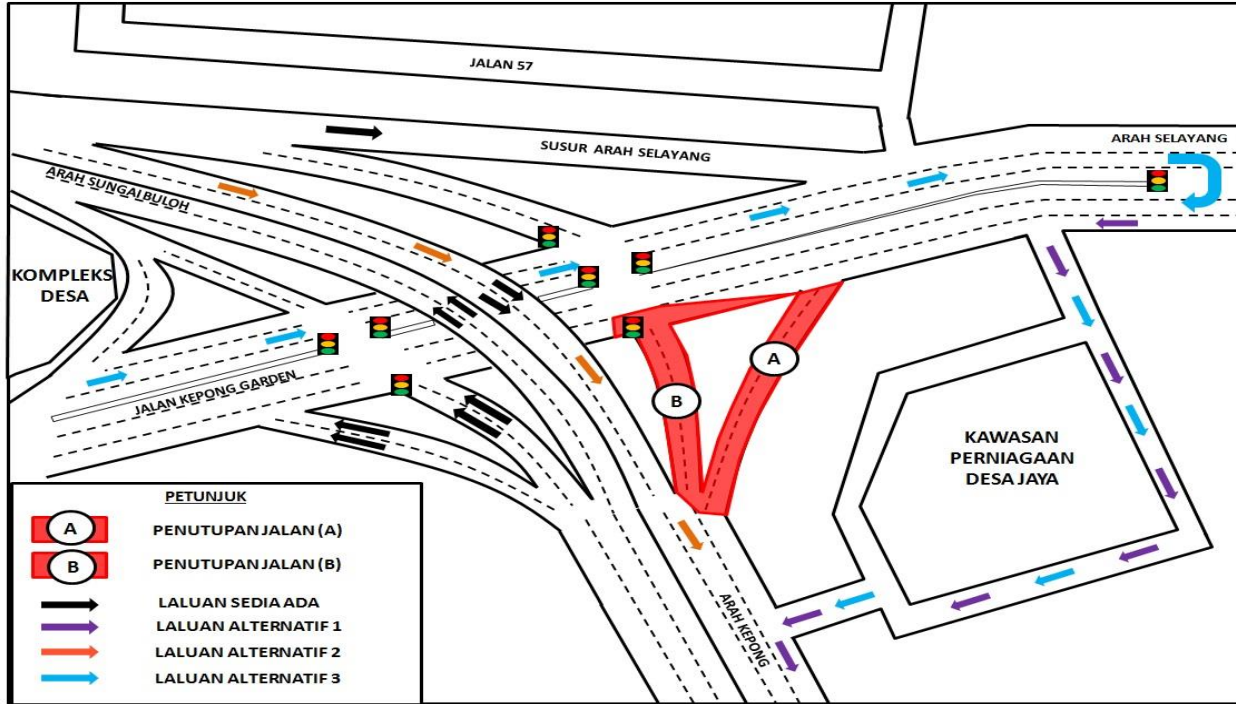 JALAN 57
ARAH SELAYANG
SUSUR ARAH SELAYANG
ARAH SUNGAI BULOH
KOMPLEKS
DESA
JALAN KEPONG GARDEN
A
B
KAWASAN
PERNIAGAAN
DESA JAYA
ARAH KEPONG
PETUNJUK
A PENUTUPAN JALAN (A)
B PENUTUPAN JALAN (B)
LALUAN SEDIA ADA
LALUAN ALTERNATIF 1
LALUAN ALTERNATIF 2
LALUAN ALTERNATIF 3